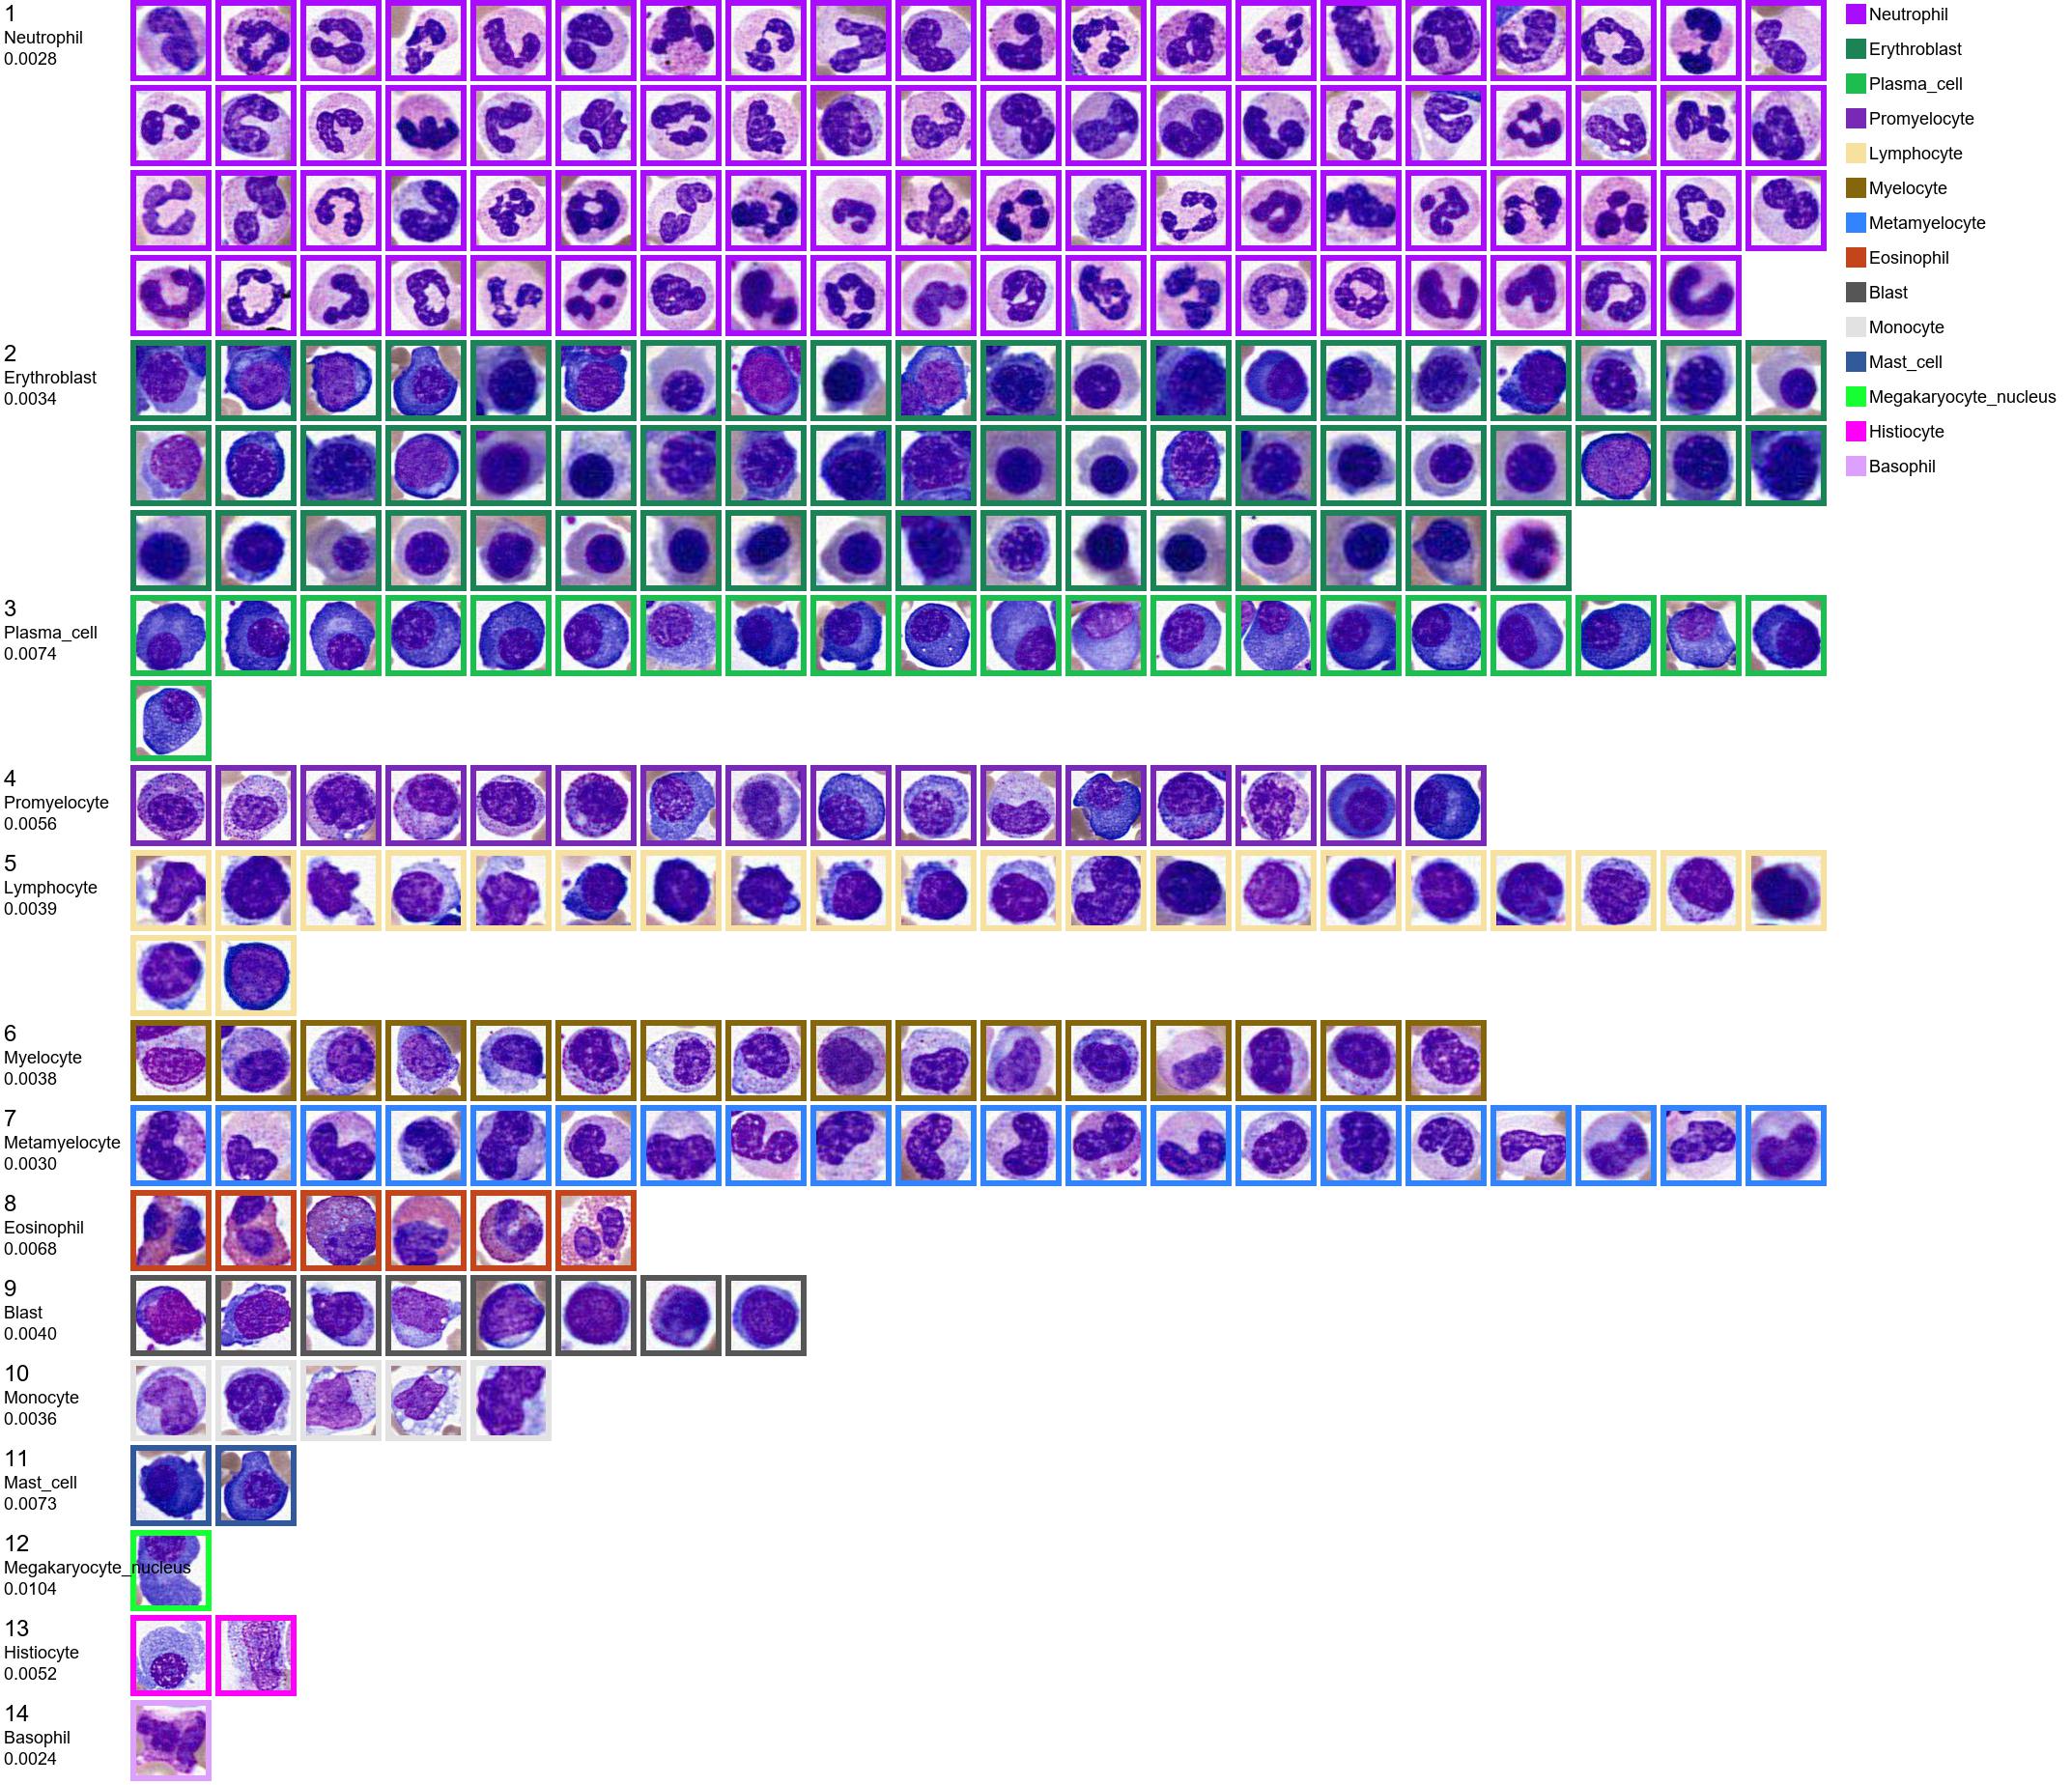 1
Neutrophil
0.0028
2
Erythroblast
0.0034
3
Plasma_cell
0.0074
4
Promyelocyte
0.0056
5
Lymphocyte
0.0039
6
Myelocyte
0.0038
7
Metamyelocyte
0.0030
8
Eosinophil
0.0068
9
Blast
0.0040
10
Monocyte
0.0036
11
Mast_cell
0.0073
12
Megakaryocyte_nucleus
0.0104
13
Histiocyte
0.0052
14
Basophil
0.0024
Neutrophil
Erythroblast
Plasma_cell
Promyelocyte
Lymphocyte
Myelocyte
Metamyelocyte
Eosinophil
Blast
Monocyte
Mast_cell
Megakaryocyte_nucleus
Histiocyte
Basophil